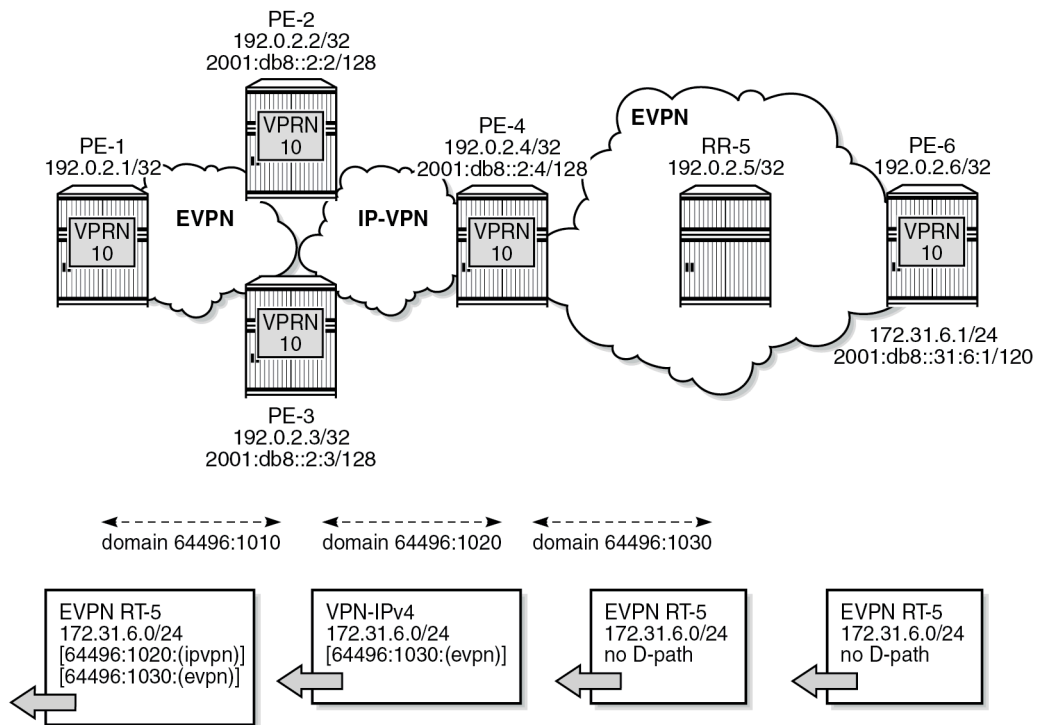 PE-2
192.0.2.2/32
2001:db8::2:2/128
VPRN
10
PE-1
192.0.2.1/32
VPRN
10
EVPN
IP-VPN
PE-4
192.0.2.4/32
2001:db8::2:4/128
VPRN
10
EVPN
RR-5
192.0.2.5/32
PE-6
192.0.2.6/32
VPRN
10
172.31.6.1/24
2001:db8::31:6:1/120
VPRN
10
PE-3
192.0.2.3/32
2001:db8::2:3/128
domain 64496:1010
domain 64496:1020
domain 64496:1030
EVPN RT-5
172.31.6.0/24
[64496:1020:(ipvpn)]
[64496:1030:(evpn)]
VPN-IPv4
172.31.6.0/24
[64496:1030:(evpn)]
EVPN RT-5
172.31.6.0/24
no D-path
EVPN RT-5
172.31.6.0/24
no D-path